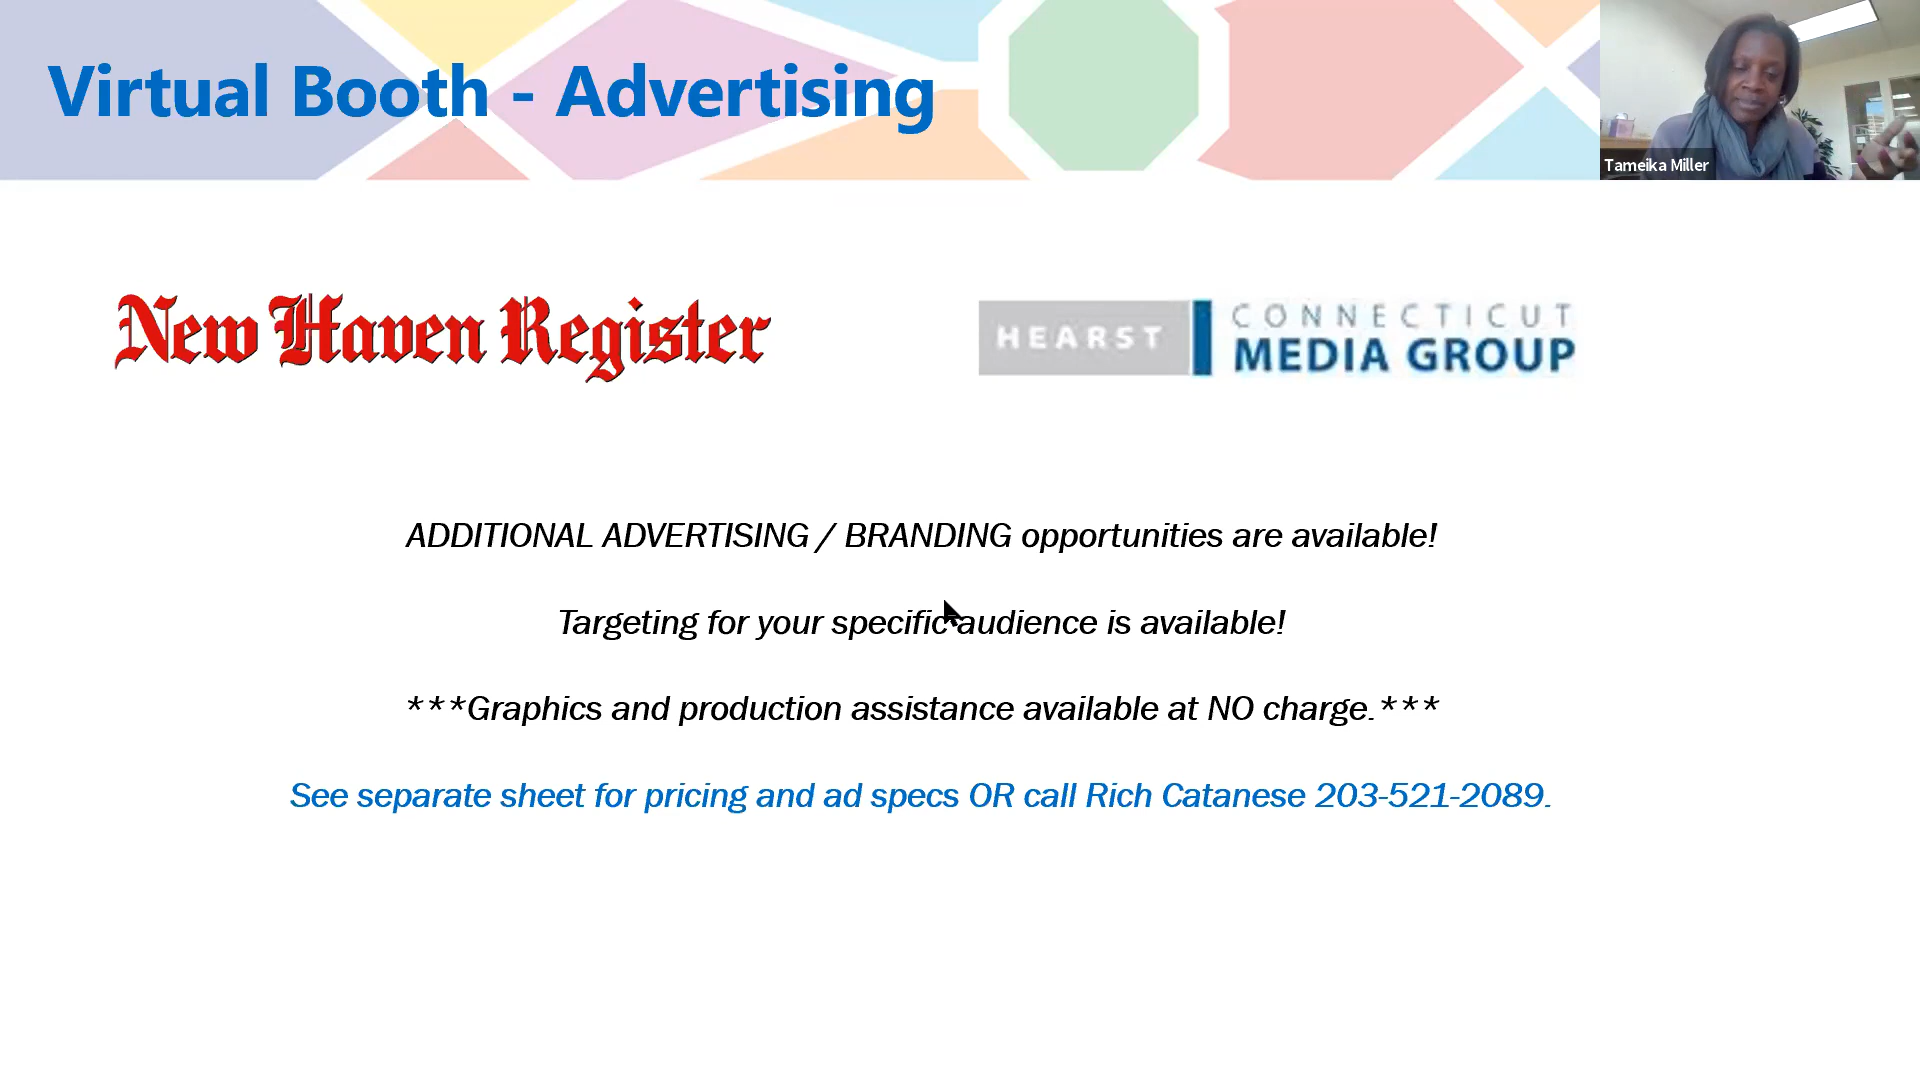 Virtual Booth - Advertising
Tameika Miller
New Haven Register
HEARST
CONNECTICUT
MEDIA GROUP
ADDITIONAL ADVERTISING / BRANDING opportunities are available!
Targeting for your specific audience is available!
***Graphics and production assistance available at NO charge.***
See separate sheet for pricing and ad specs OR call Rich Catanese 203-521-2089.